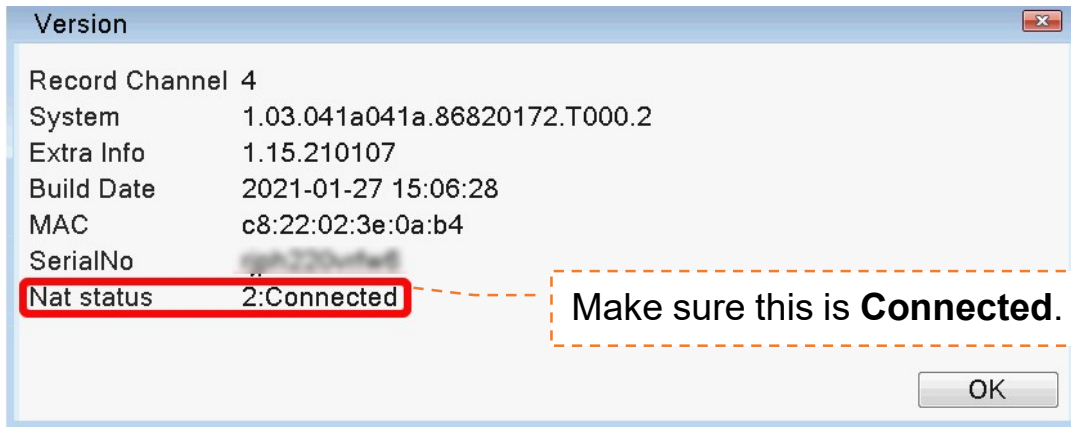 Version
Record Channel 4
System 1.03.041a041a.86820172.T000.2
Extra Info 1.15.210107
Build Date 2021-01-27 15:06:28
MAC c8:22:02:3e:0a:b4
SerialNo
Nat status 2:Connected
Make sure this is Connected.
OK